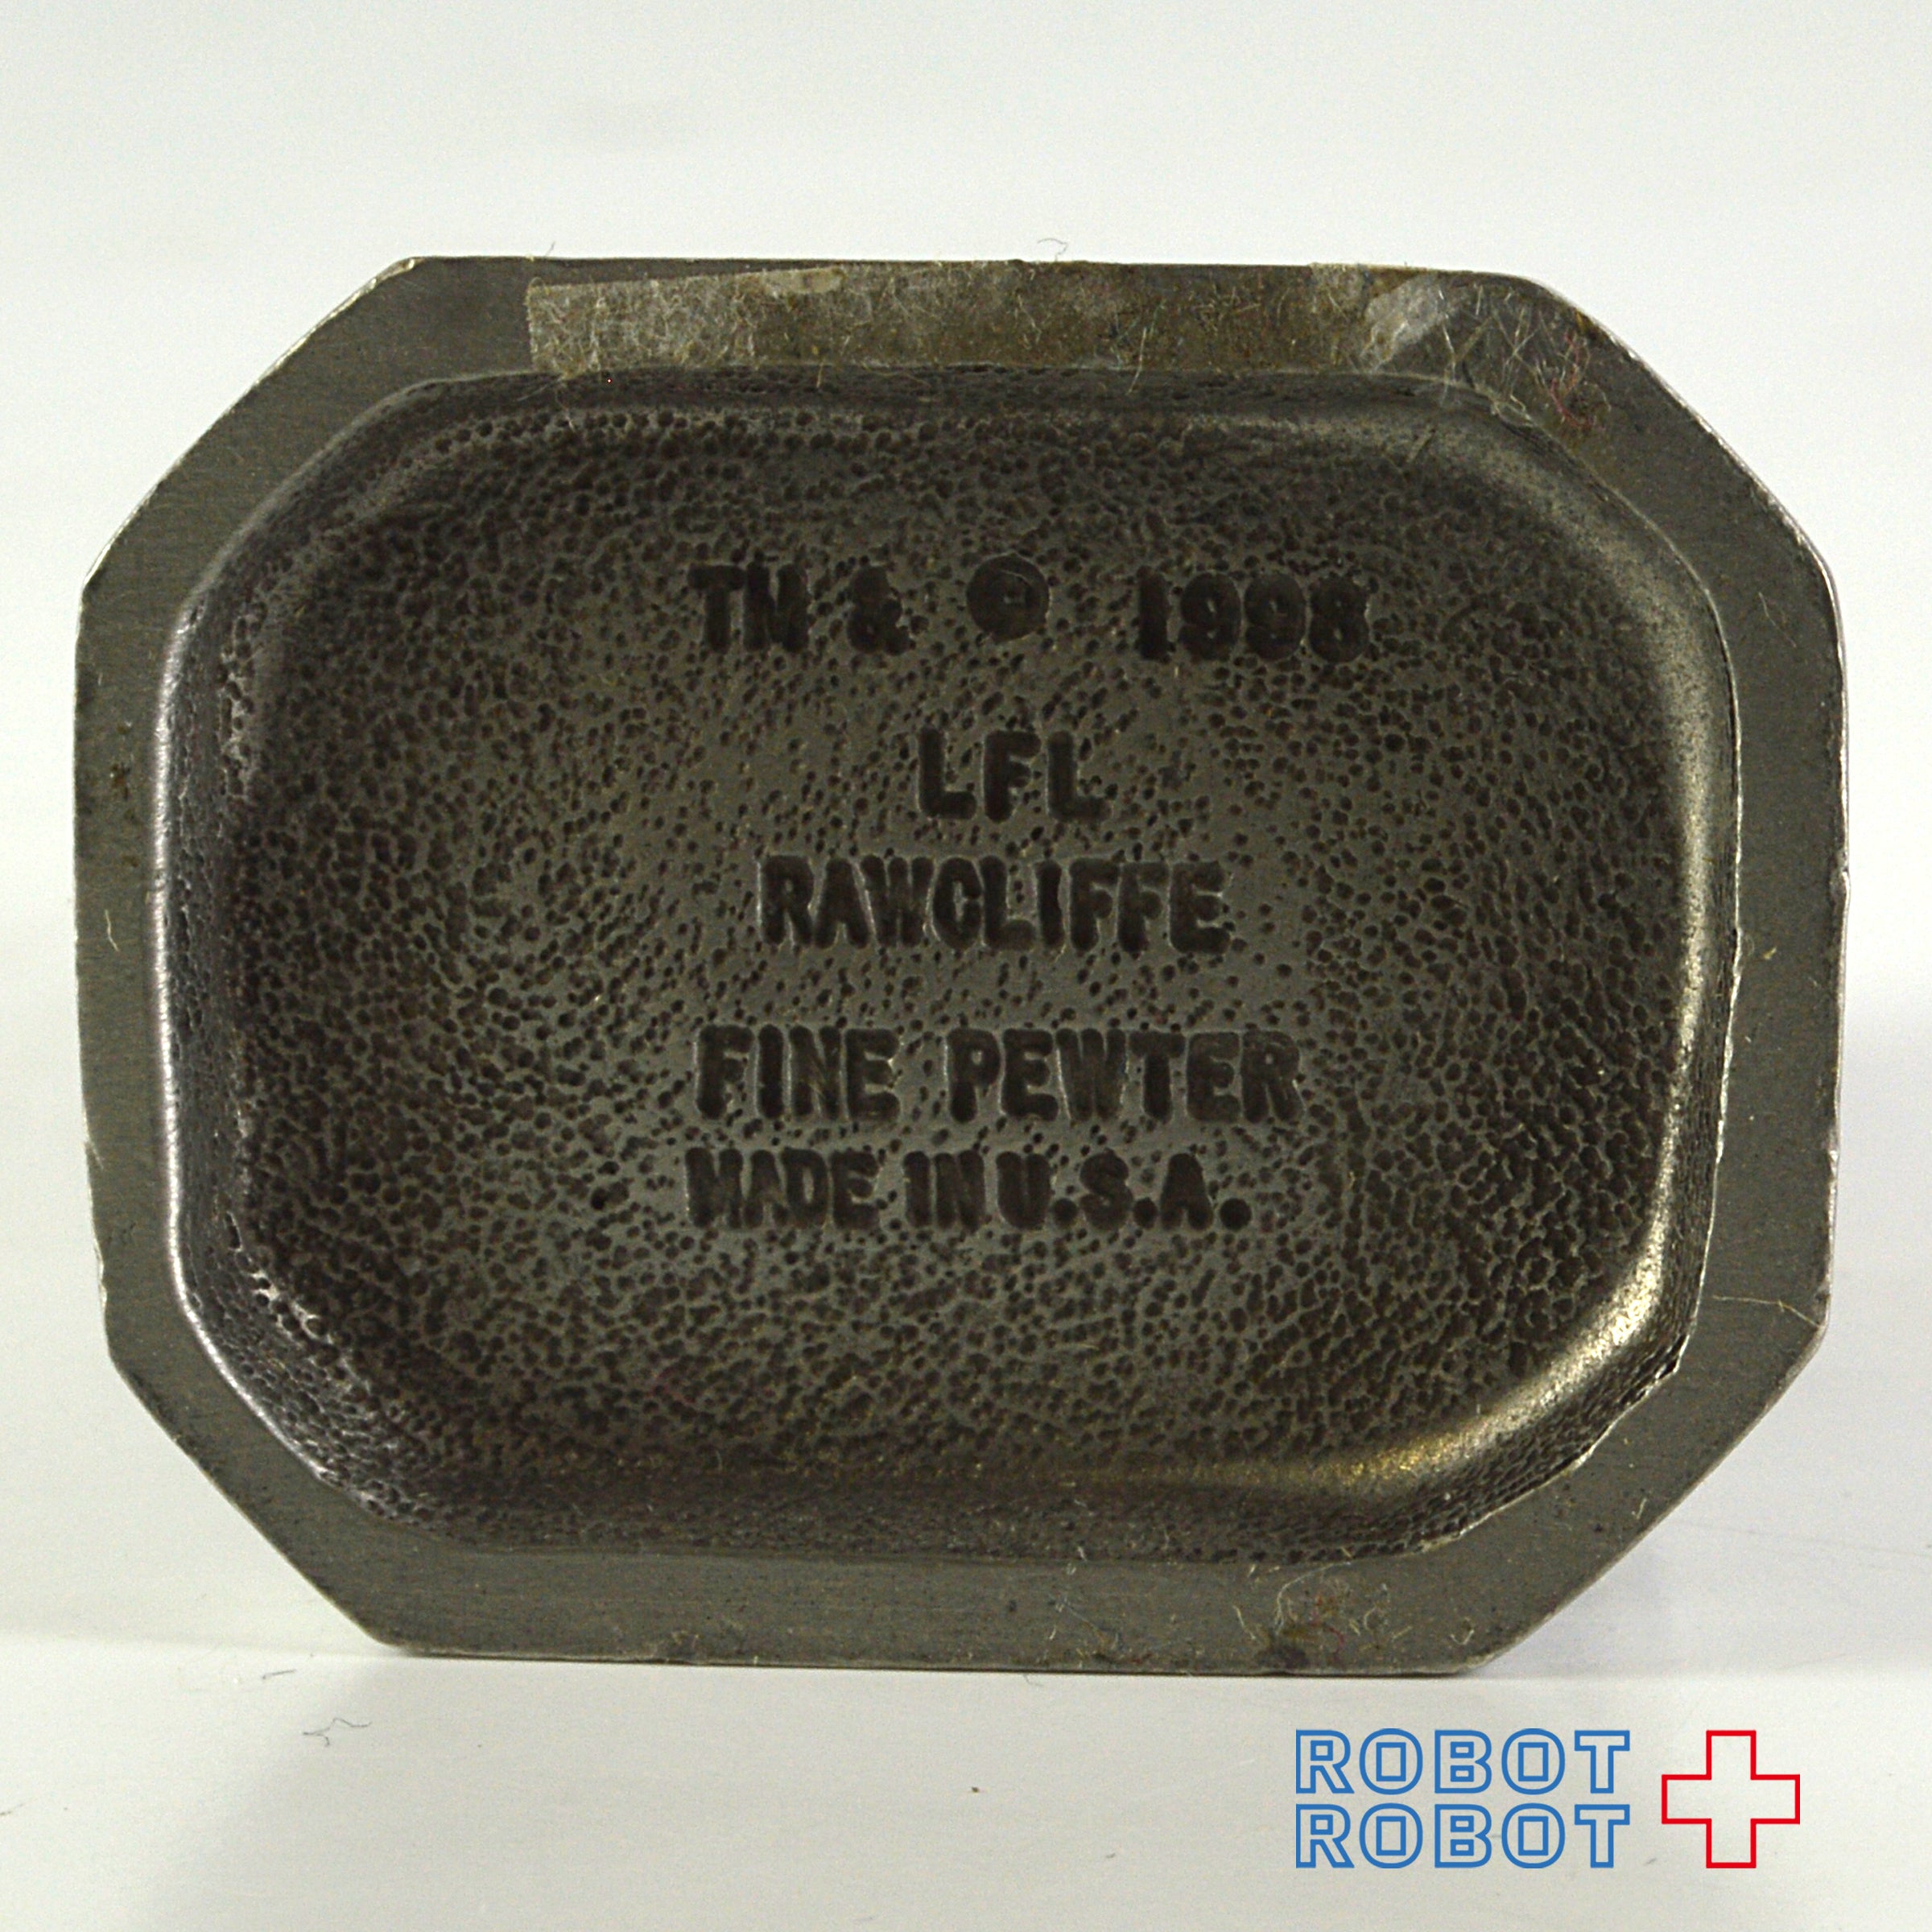 TM & © 1998
LFL
RAWCLIFFE
FINE PEWTER
MADE IN U.S.A.
ROBOT
ROBOT